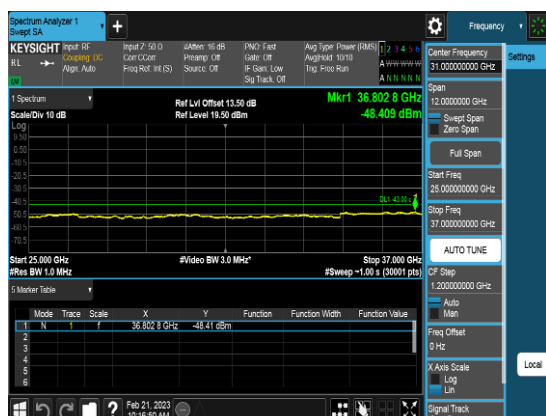 Spectrum Analyzer 1
Swept SA
+
Frequency
KEYSIGHT
Input: RF
Input Z: 50 Ω
#Atten: 16 dB
PNO: Fast
Avg Type: Power (RMS)
1 2 3 4 5 6
RL
Coupling: DC
Corr CCorr
Preamp: Off
Gate: Off
Avg|Hold: 10/10
Align: Auto
Freq Ref: Int (S)
Source: Off
IF Gain: Low
Trig: Free Run
Sig Track: Off
A W W W W W
A N N N N N
1 Spectrum
Ref Lvl Offset 13.50 dB
Mkr1 36.802 8 GHz
Scale/Div 10 dB
Ref Level 19.50 dBm
-48.409 dBm
Log
9.50
-0.50
-10.5
-20.5
-30.5
-40.5
-50.5
-60.5
-70.5
1
Start 25.000 GHz
#Video BW 3.0 MHz*
Stop 37.000 GHz
#Res BW 1.0 MHz
#Sweep ~1.00 s (30001 pts)
5 Marker Table
Mode Trace Scale X Y Function Function Width Function Value
1 N 1 f 36.802 8 GHz -48.41 dBm
2
3
4
5
6
Center Frequency
31.000000000 GHz
Settings
Span
12.0000000 GHz
Swept Span
Zero Span
Full Span
Start Freq
25.000000000 GHz
Stop Freq
37.000000000 GHz
AUTO TUNE
CF Step
1.200000000 GHz
Auto
Man
Freq Offset
0 Hz
X Axis Scale
Log
Lin
Local
Signal Track
?
Feb 21, 2023